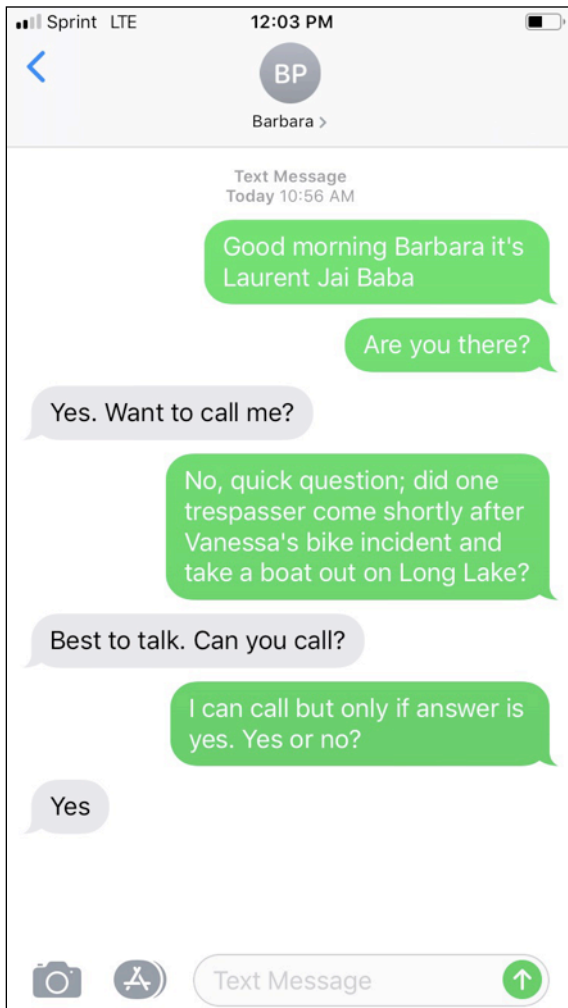 Sprint LTE 12:03 PM
BP
Barbara >
Text Message
Today 10:56 AM
Good morning Barbara it's
Laurent Jai Baba
Are you there?
Yes. Want to call me?
No, quick question; did one
trespasser come shortly after
Vanessa's bike incident and
take a boat out on Long Lake?
Best to talk. Can you call?
I can call but only if answer is
yes. Yes or no?
Yes
Text Message